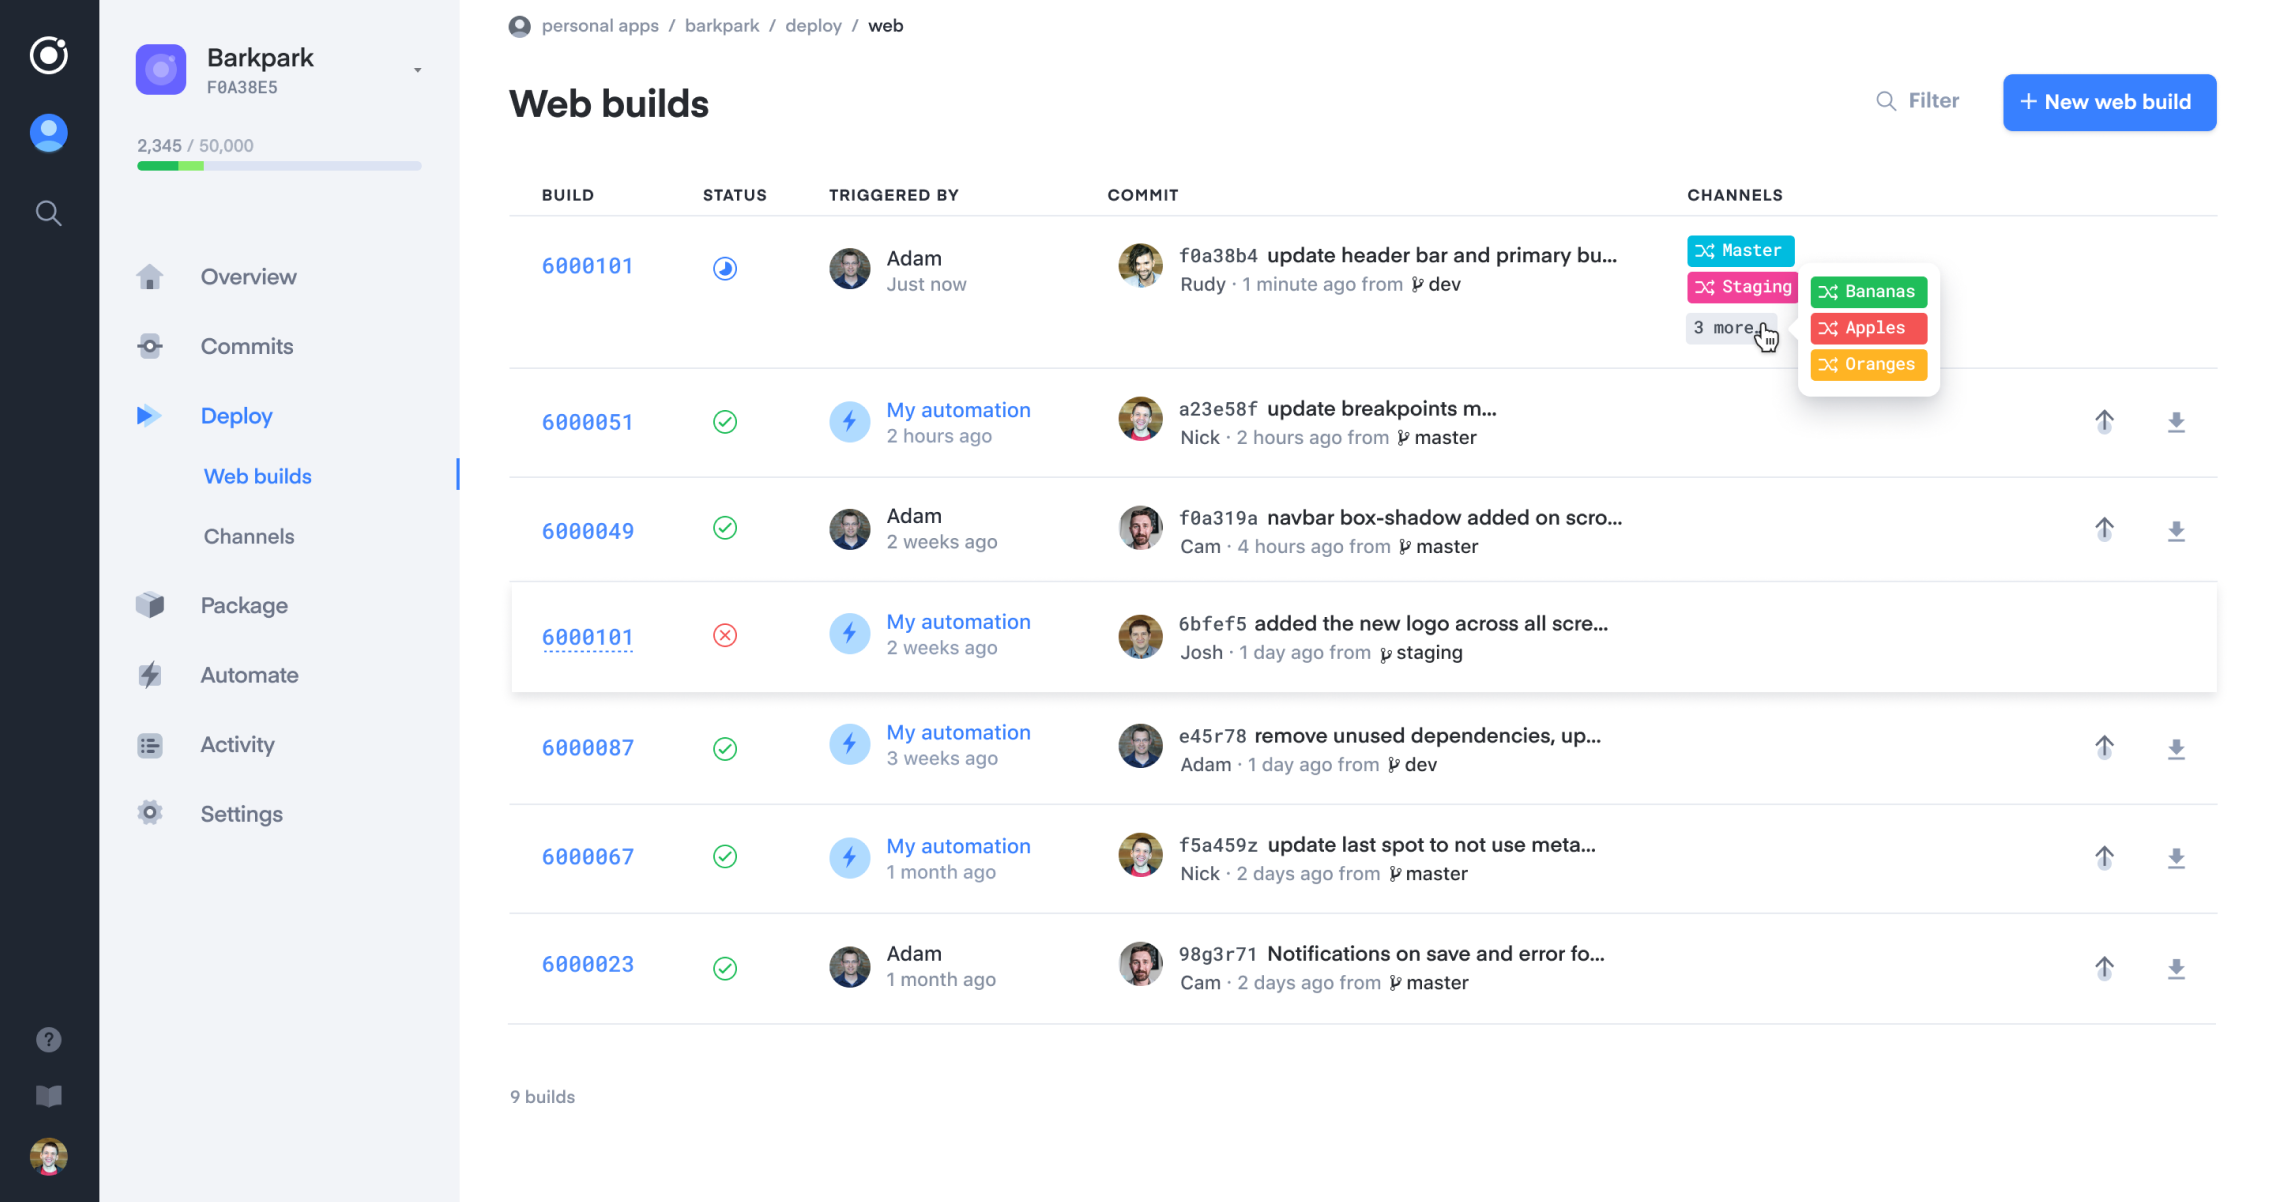 personal apps / barkpark / deploy / web
Barkpark
F0A38E5
2,345 / 50,000
Overview
Commits
Deploy
Web builds
Channels
Package
Automate
Activity
Settings
?
Web builds
Filter
+ New web build
BUILD STATUS TRIGGERED BY COMMIT CHANNELS
6000101
Adam
Just now
f0a38b4 update header bar and primary bu...
Rudy · 1 minute ago from dev
Master
Staging
3 more
Bananas
Apples
Oranges
6000051
My automation
2 hours ago
a23e58f update breakpoints m...
Nick · 2 hours ago from master
6000049
Adam
2 weeks ago
f0a319a navbar box-shadow added on scro...
Cam · 4 hours ago from master
6000101
My automation
2 weeks ago
6bfef5 added the new logo across all scre...
Josh · 1 day ago from staging
6000087
My automation
3 weeks ago
e45r78 remove unused dependencies, up...
Adam · 1 day ago from dev
6000067
My automation
1 month ago
f5a459z update last spot to not use meta...
Nick · 2 days ago from master
6000023
Adam
1 month ago
98g3r71 Notifications on save and error fo...
Cam · 2 days ago from master
9 builds